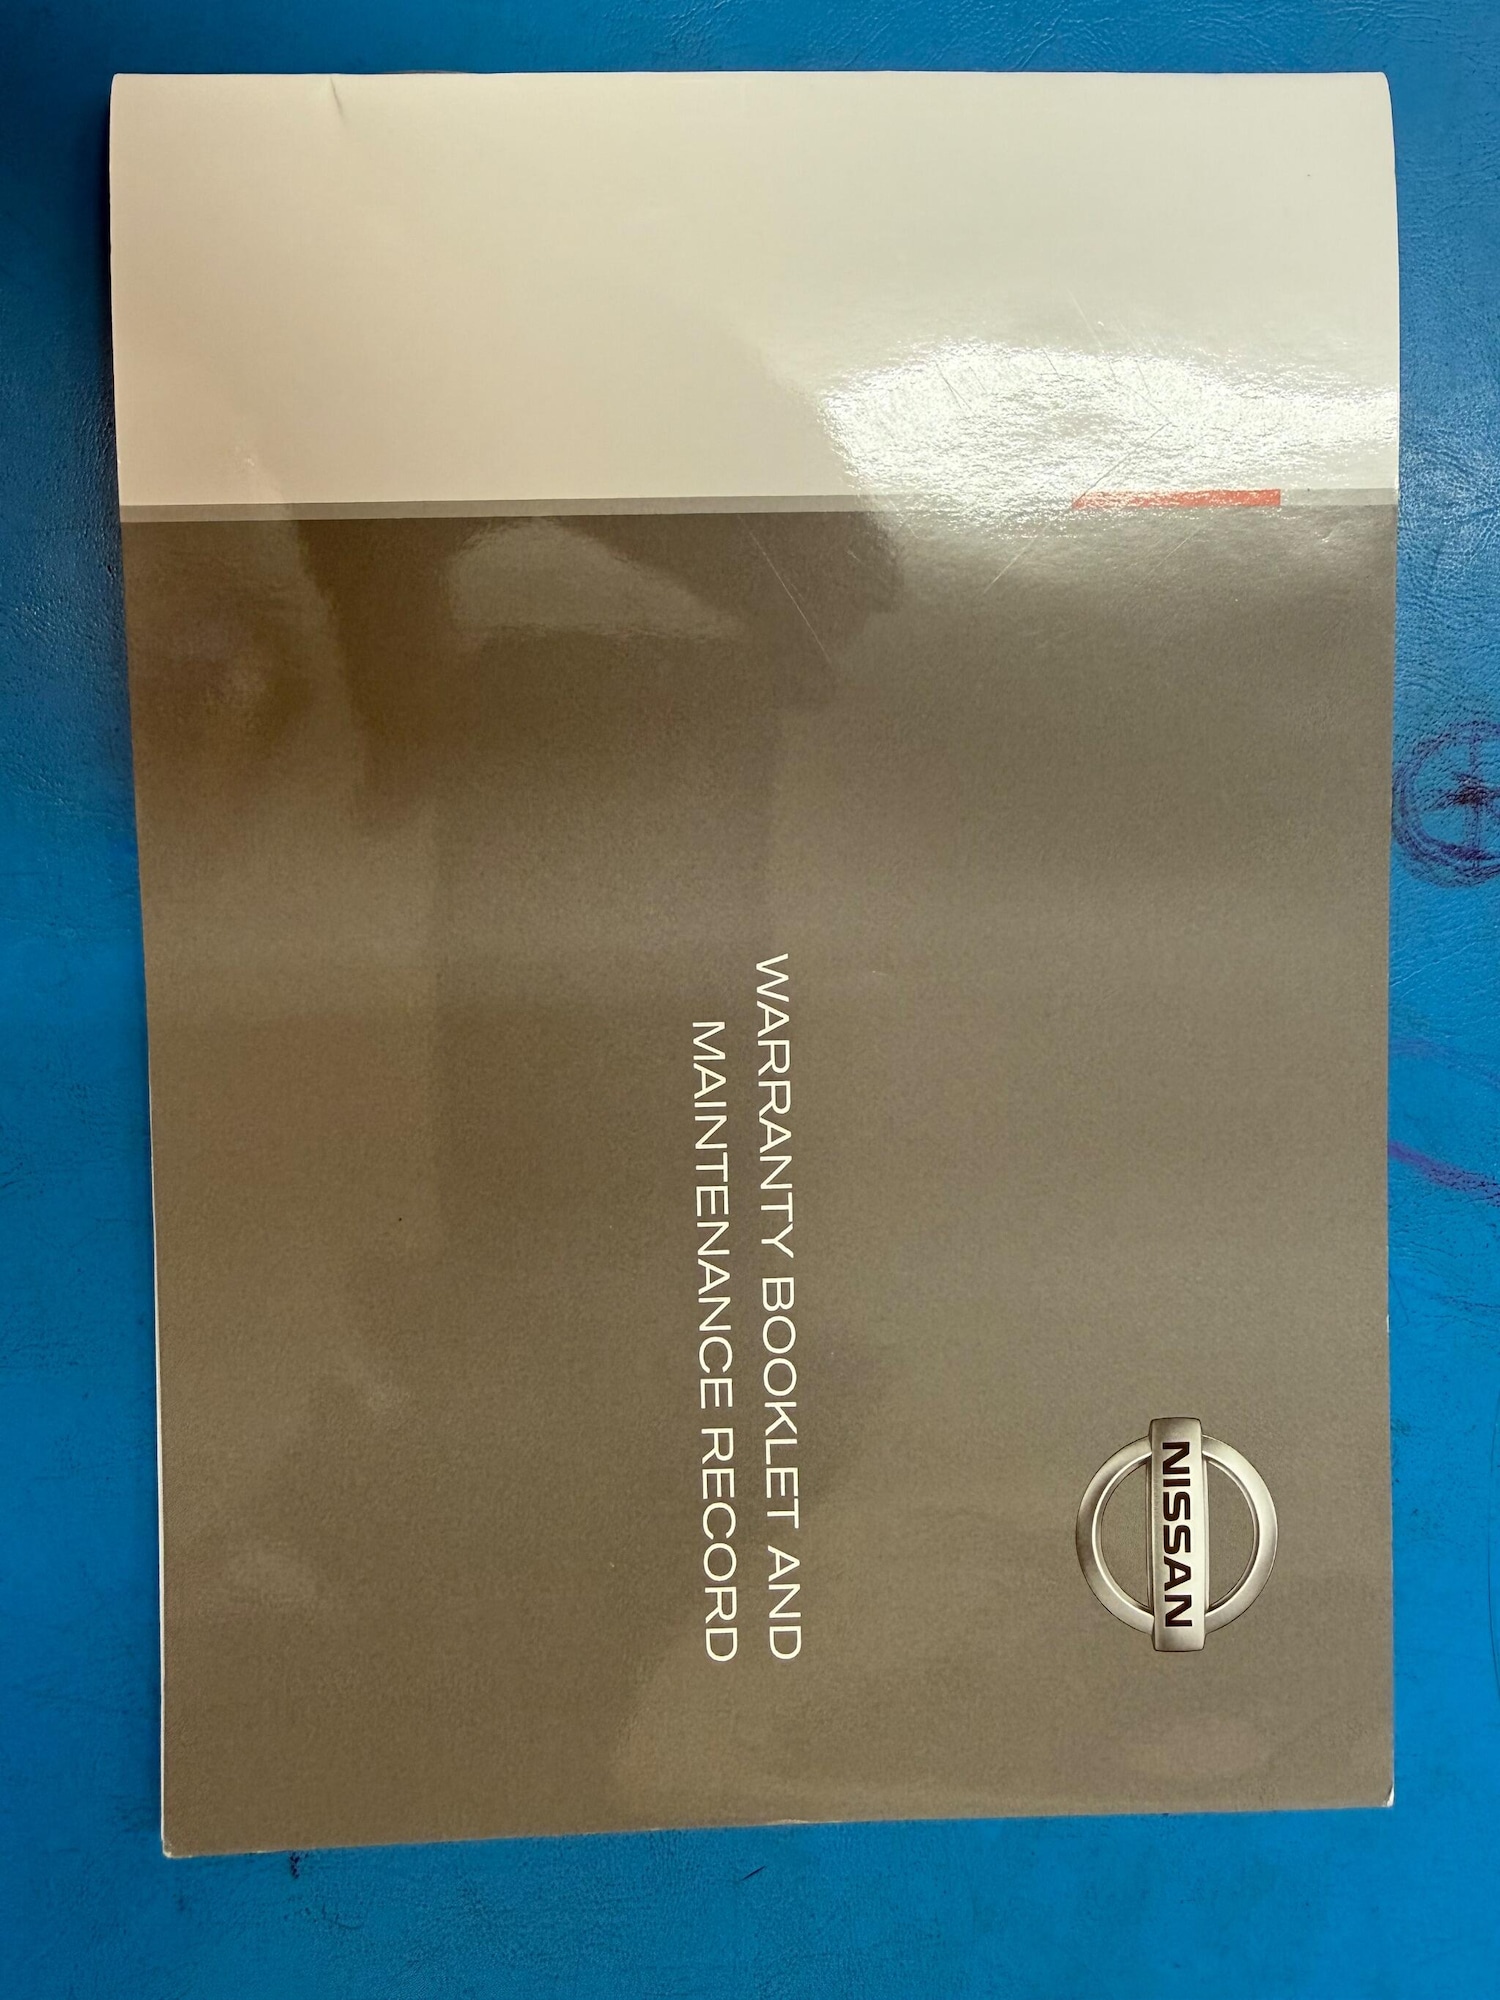 NISSAN
WARRANTY BOOKLET AND
MAINTENANCE RECORD